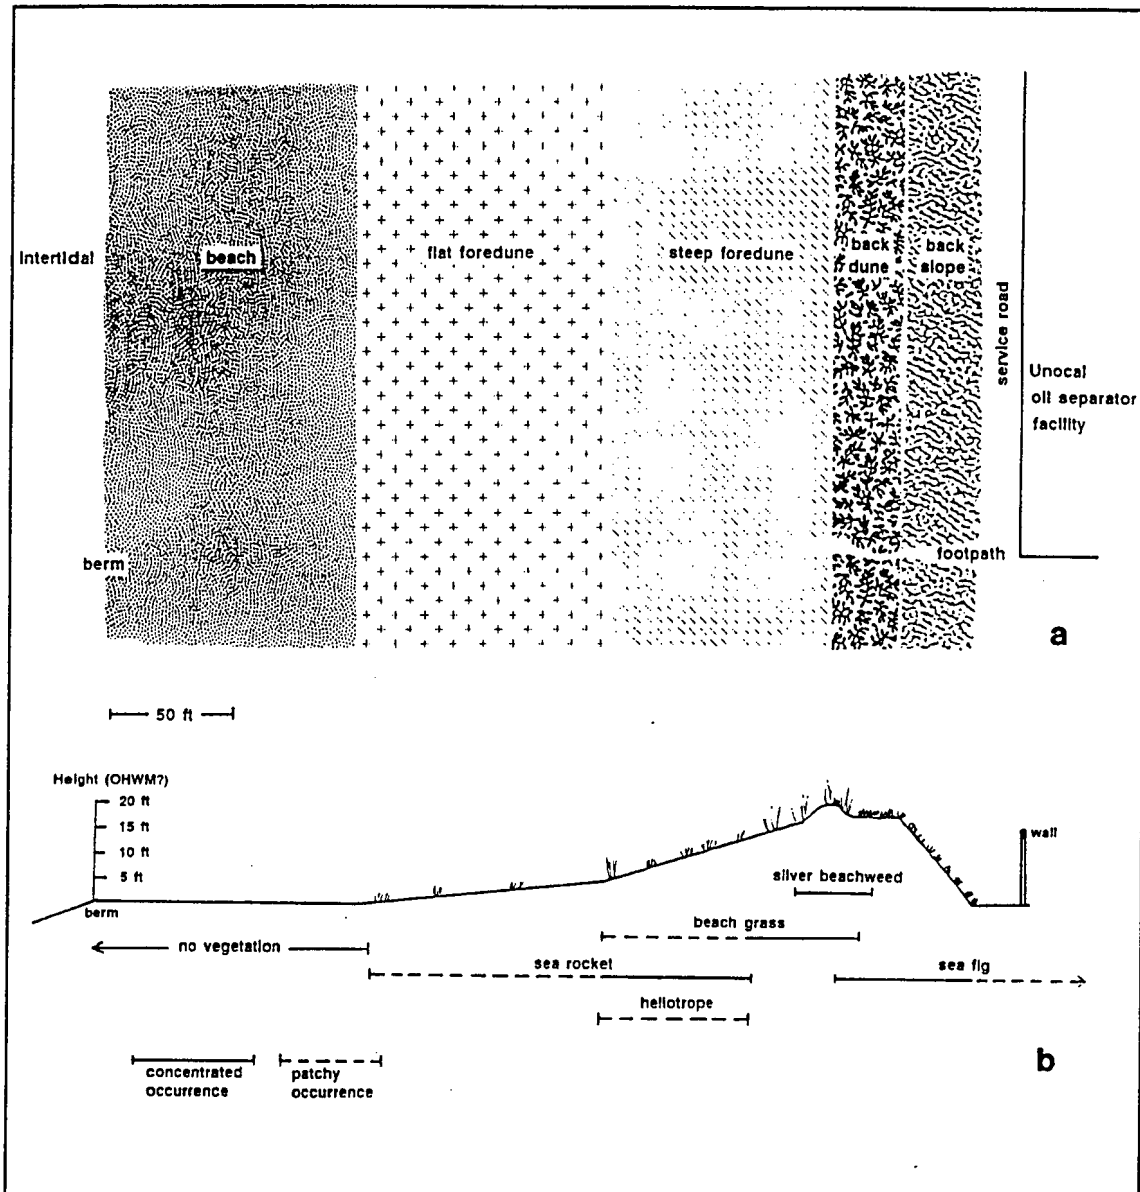 Intertidal
beach
flat foredune
steep foredune
back
dune
back
slope
service road
Unocal
oil separator
facility
berm
footpath
a
50 ft
Height (OHWM?)
20 ft
15 ft
10 ft
5 ft
berm
wall
silver beachweed
beach grass
no vegetation
sea rocket
sea fig
heliotrope
concentrated
occurrence
patchy
occurrence
b